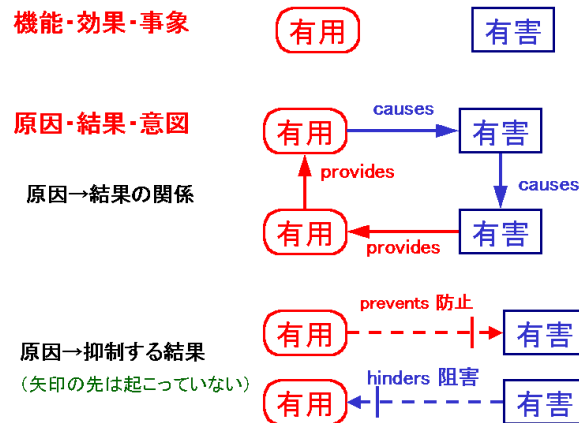 機能・効果・事象
有用
有害
原因・結果・意図
有用
causes
有害
provides
causes
原因→結果の関係
有用
provides
有害
有用
prevents 防止
有害
原因→抑制する結果
（矢印の先は起こっていない）
有用
hinders 阻害
有害